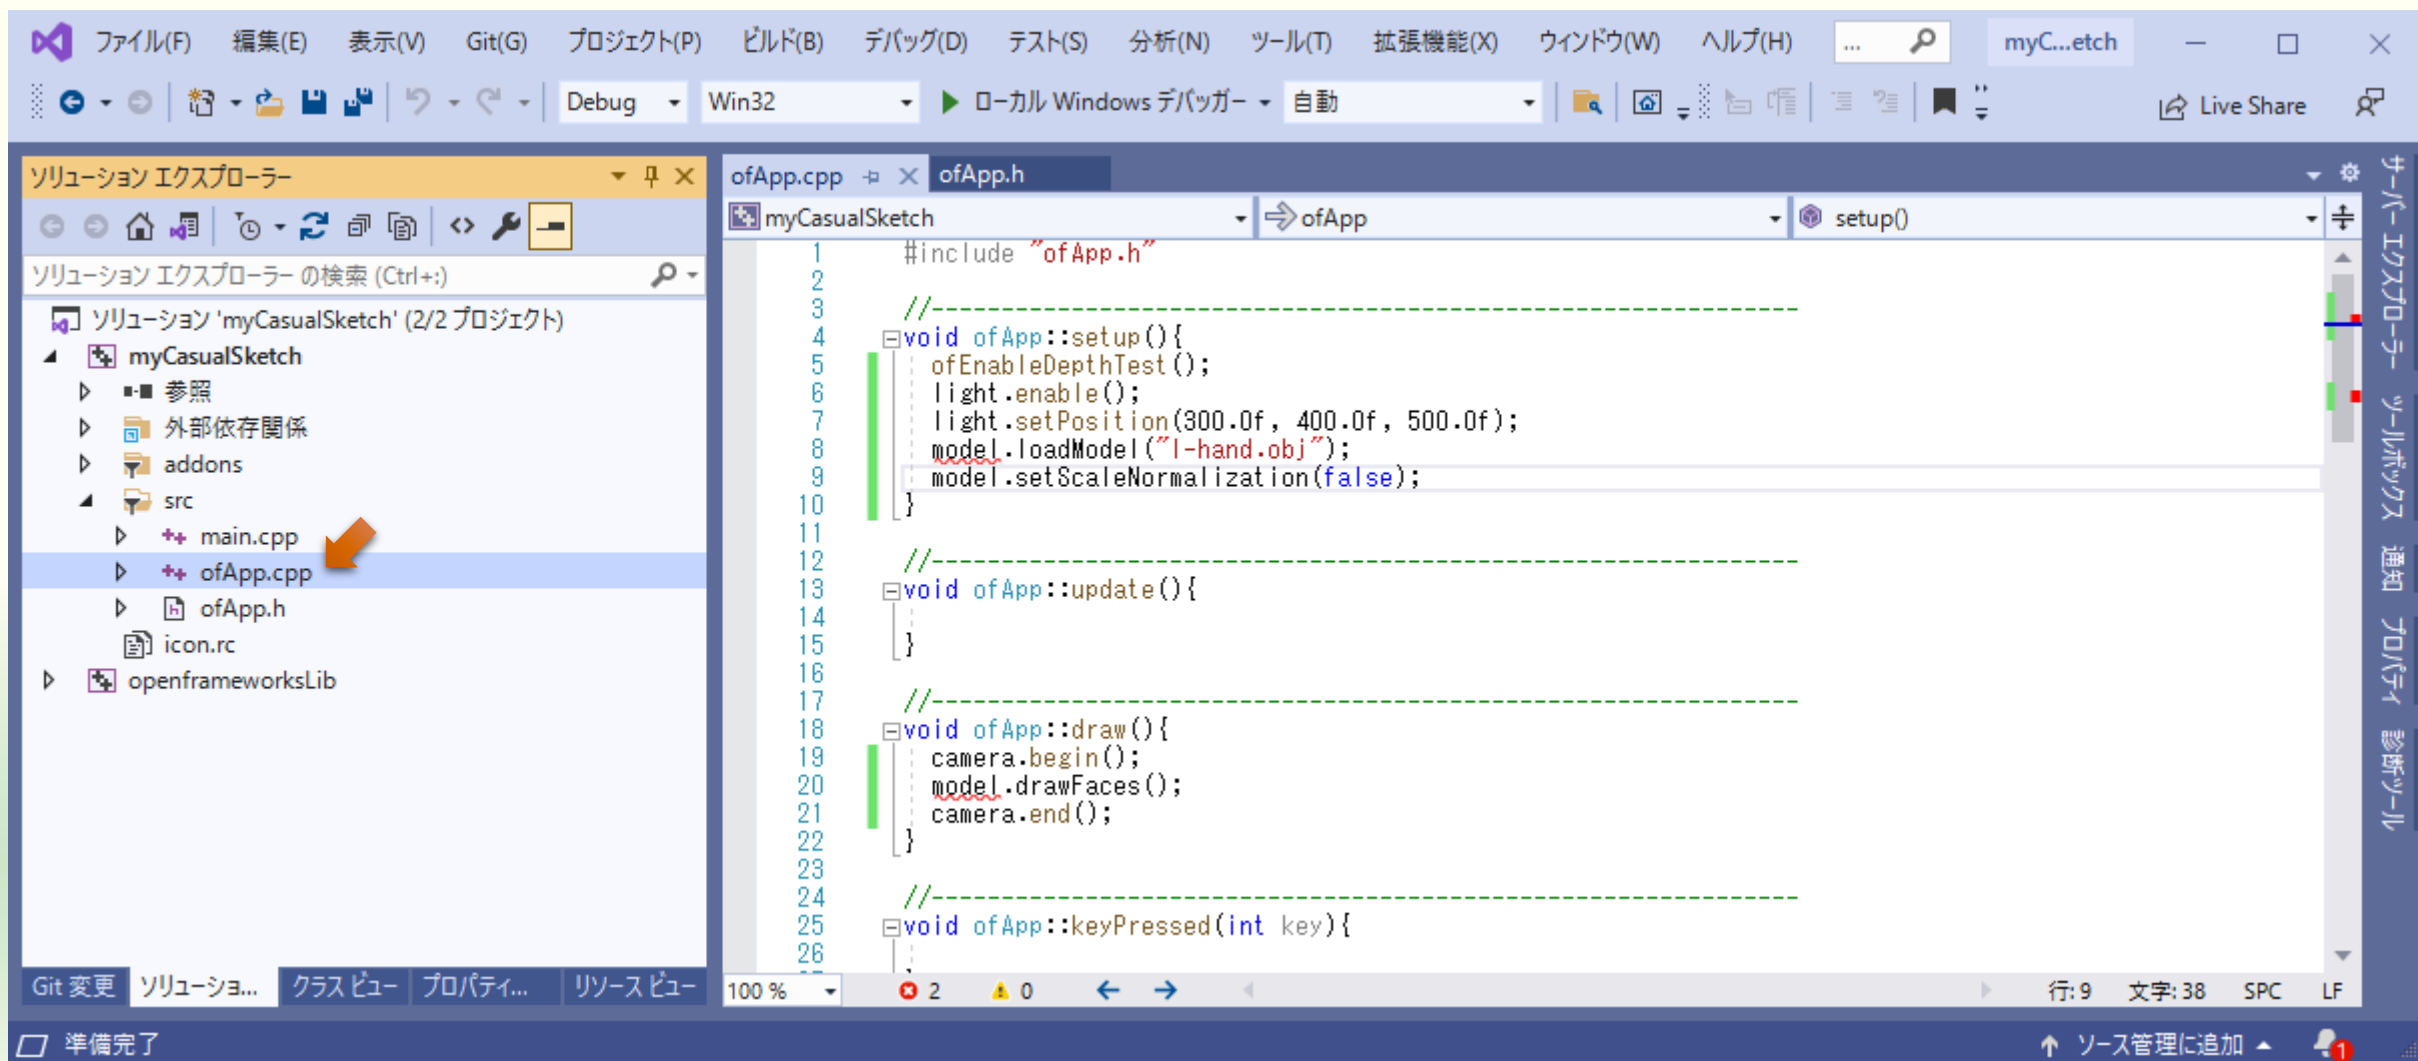 ファイル(F) 編集(E) 表示(V) Git(G) プロジェクト(P) ビルド(B) デバッグ(D) テスト(S) 分析(N) ツール(T) 拡張機能(X) ウィンドウ(W) ヘルプ(H) ... myC...etch
Debug Win32 ローカル Windows デバッガー 自動 Live Share
ソリューション エクスプローラー
ソリューション エクスプローラー の検索 (Ctrl+:)
ソリューション 'myCasualSketch' (2/2 プロジェクト)
myCasualSketch
参照
外部依存関係
addons
src
main.cpp
ofApp.cpp
ofApp.h
icon.rc
openframeworksLib
Git 変更 ソリューショ... クラス ビュー プロパティ... リソース ビュー
ofApp.cpp ofApp.h
myCasualSketch ofApp setup()
1 #include "ofApp.h"
2
3 //--------------------------------------------------------------
4 void ofApp::setup(){
5 ofEnableDepthTest();
6 light.enable();
7 light.setPosition(300.0f, 400.0f, 500.0f);
8 model.loadModel("l-hand.obj");
9 model.setScaleNormalization(false);
10 }
11
12 //--------------------------------------------------------------
13 void ofApp::update(){
14
15 }
16
17 //--------------------------------------------------------------
18 void ofApp::draw(){
19 camera.begin();
20 model.drawFaces();
21 camera.end();
22 }
23
24 //--------------------------------------------------------------
25 void ofApp::keyPressed(int key){
26
100 % 2 0 行: 9 文字: 38 SPC LF
サーバー エクスプローラー
ツールボックス
通知
プロパティ
診断ツール
準備完了 ソース管理に追加 1